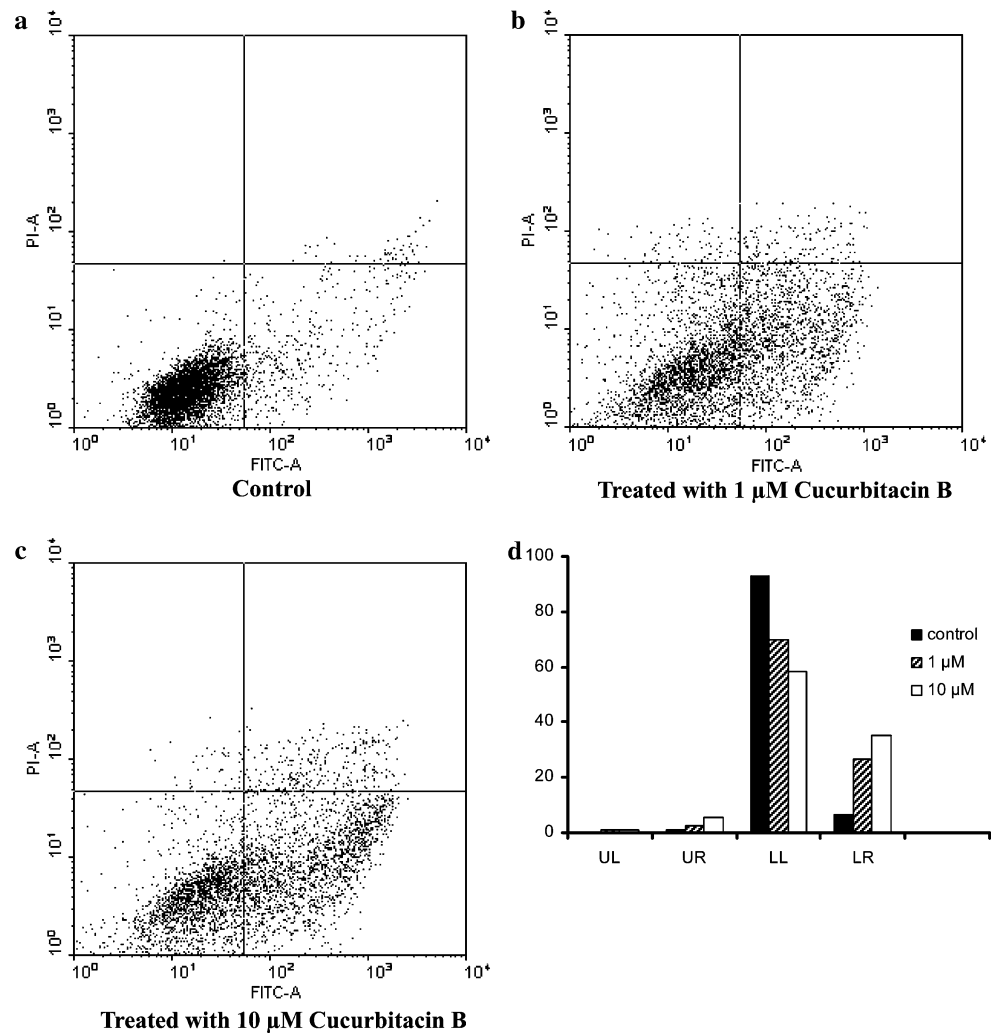 a
10⁴
10³
10²
10¹
10⁰
PI-A
10⁰ 10¹ 10² 10³ 10⁴
FITC-A
Control
b
10⁴
10³
10²
10¹
10⁰
PI-A
10⁰ 10¹ 10² 10³ 10⁴
FITC-A
Treated with 1 µM Cucurbitacin B
c
10⁴
10³
10²
10¹
10⁰
PI-A
10⁰ 10¹ 10² 10³ 10⁴
FITC-A
Treated with 10 µM Cucurbitacin B
d
100
80
60
40
20
0
UL UR LL LR
control
1 µM
10 µM